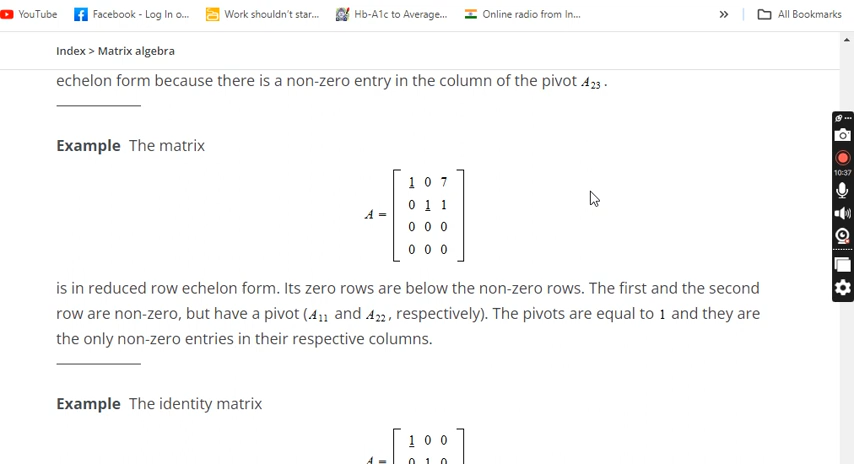 YouTube Facebook - Log In o... Work shouldn't star... Hb-A1c to Average... Online radio from In... » All Bookmarks
Index > Matrix algebra
echelon form because there is a non-zero entry in the column of the pivot A23 .
Example The matrix
1 0 7
0 1 1
A =
0 0 0
0 0 0
is in reduced row echelon form. Its zero rows are below the non-zero rows. The first and the second
row are non-zero, but have a pivot (A11 and A22 , respectively). The pivots are equal to 1 and they are
the only non-zero entries in their respective columns.
Example The identity matrix
1 0 0
A = 0 1 0
10:37